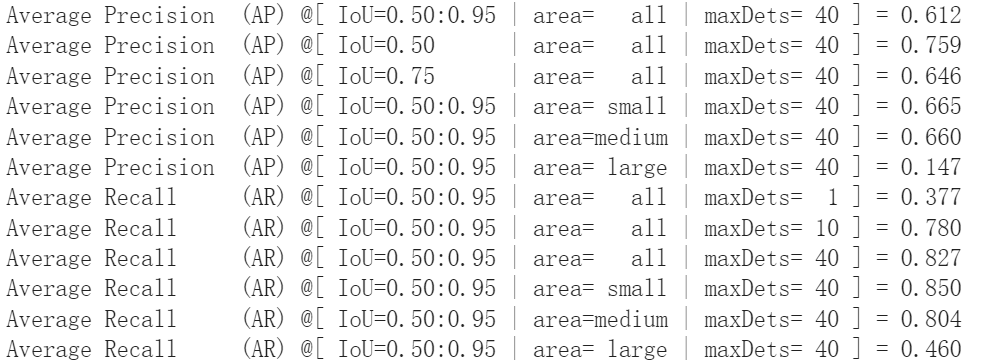 Average Precision  (AP) @[ IoU=0.50:0.95 | area=   all | maxDets= 40 ] = 0.612
Average Precision  (AP) @[ IoU=0.50      | area=   all | maxDets= 40 ] = 0.759
Average Precision  (AP) @[ IoU=0.75      | area=   all | maxDets= 40 ] = 0.646
Average Precision  (AP) @[ IoU=0.50:0.95 | area= small | maxDets= 40 ] = 0.665
Average Precision  (AP) @[ IoU=0.50:0.95 | area=medium | maxDets= 40 ] = 0.660
Average Precision  (AP) @[ IoU=0.50:0.95 | area= large | maxDets= 40 ] = 0.147
Average Recall     (AR) @[ IoU=0.50:0.95 | area=   all | maxDets=  1 ] = 0.377
Average Recall     (AR) @[ IoU=0.50:0.95 | area=   all | maxDets= 10 ] = 0.780
Average Recall     (AR) @[ IoU=0.50:0.95 | area=   all | maxDets= 40 ] = 0.827
Average Recall     (AR) @[ IoU=0.50:0.95 | area= small | maxDets= 40 ] = 0.850
Average Recall     (AR) @[ IoU=0.50:0.95 | area=medium | maxDets= 40 ] = 0.804
Average Recall     (AR) @[ IoU=0.50:0.95 | area= large | maxDets= 40 ] = 0.460